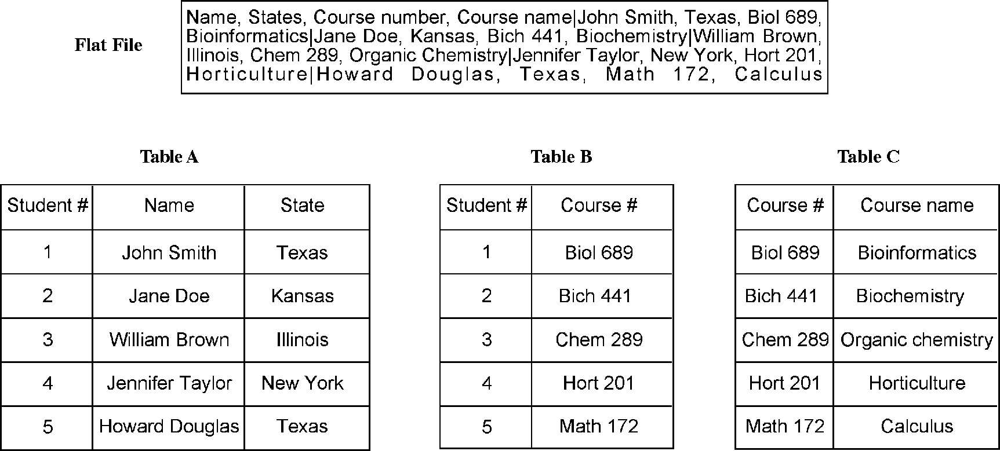 Flat File
Name, States, Course number, Course name|John Smith, Texas, Biol 689,
Bioinformatics|Jane Doe, Kansas, Bich 441, Biochemistry|William Brown,
Illinois, Chem 289, Organic Chemistry|Jennifer Taylor, New York, Hort 201,
Horticulture|Howard Douglas, Texas, Math 172, Calculus
Table A
Student # Name State
1 John Smith Texas
2 Jane Doe Kansas
3 William Brown Illinois
4 Jennifer Taylor New York
5 Howard Douglas Texas
Table B
Student # Course #
1 Biol 689
2 Bich 441
3 Chem 289
4 Hort 201
5 Math 172
Table C
Course # Course name
Biol 689 Bioinformatics
Bich 441 Biochemistry
Chem 289 Organic chemistry
Hort 201 Horticulture
Math 172 Calculus